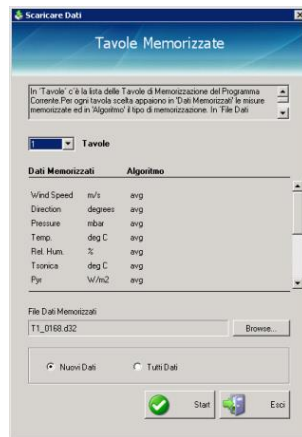 Scaricare Dati
Tavole Memorizzate
In 'Tavole' c'è la lista delle Tavole di Memorizzazione del Programma
Corrente.Per ogni tavola scelta appaiono in 'Dati Memorizzati' le misure
memorizzate ed in 'Algoritmo' il tipo di memorizzazione. In 'File Dati
1 Tavole
Dati Memorizzati Algoritmo
Wind Speed m/s avg
Direction degrees avg
Pressure mbar avg
Temp. deg C avg
Rel. Hum. % avg
Tsonica deg C avg
Pyr W/m2 avg
File Dati Memorizzati
T1_0168.d32 Browse...
Nuovi Dati Tutti Dati
Start Esci